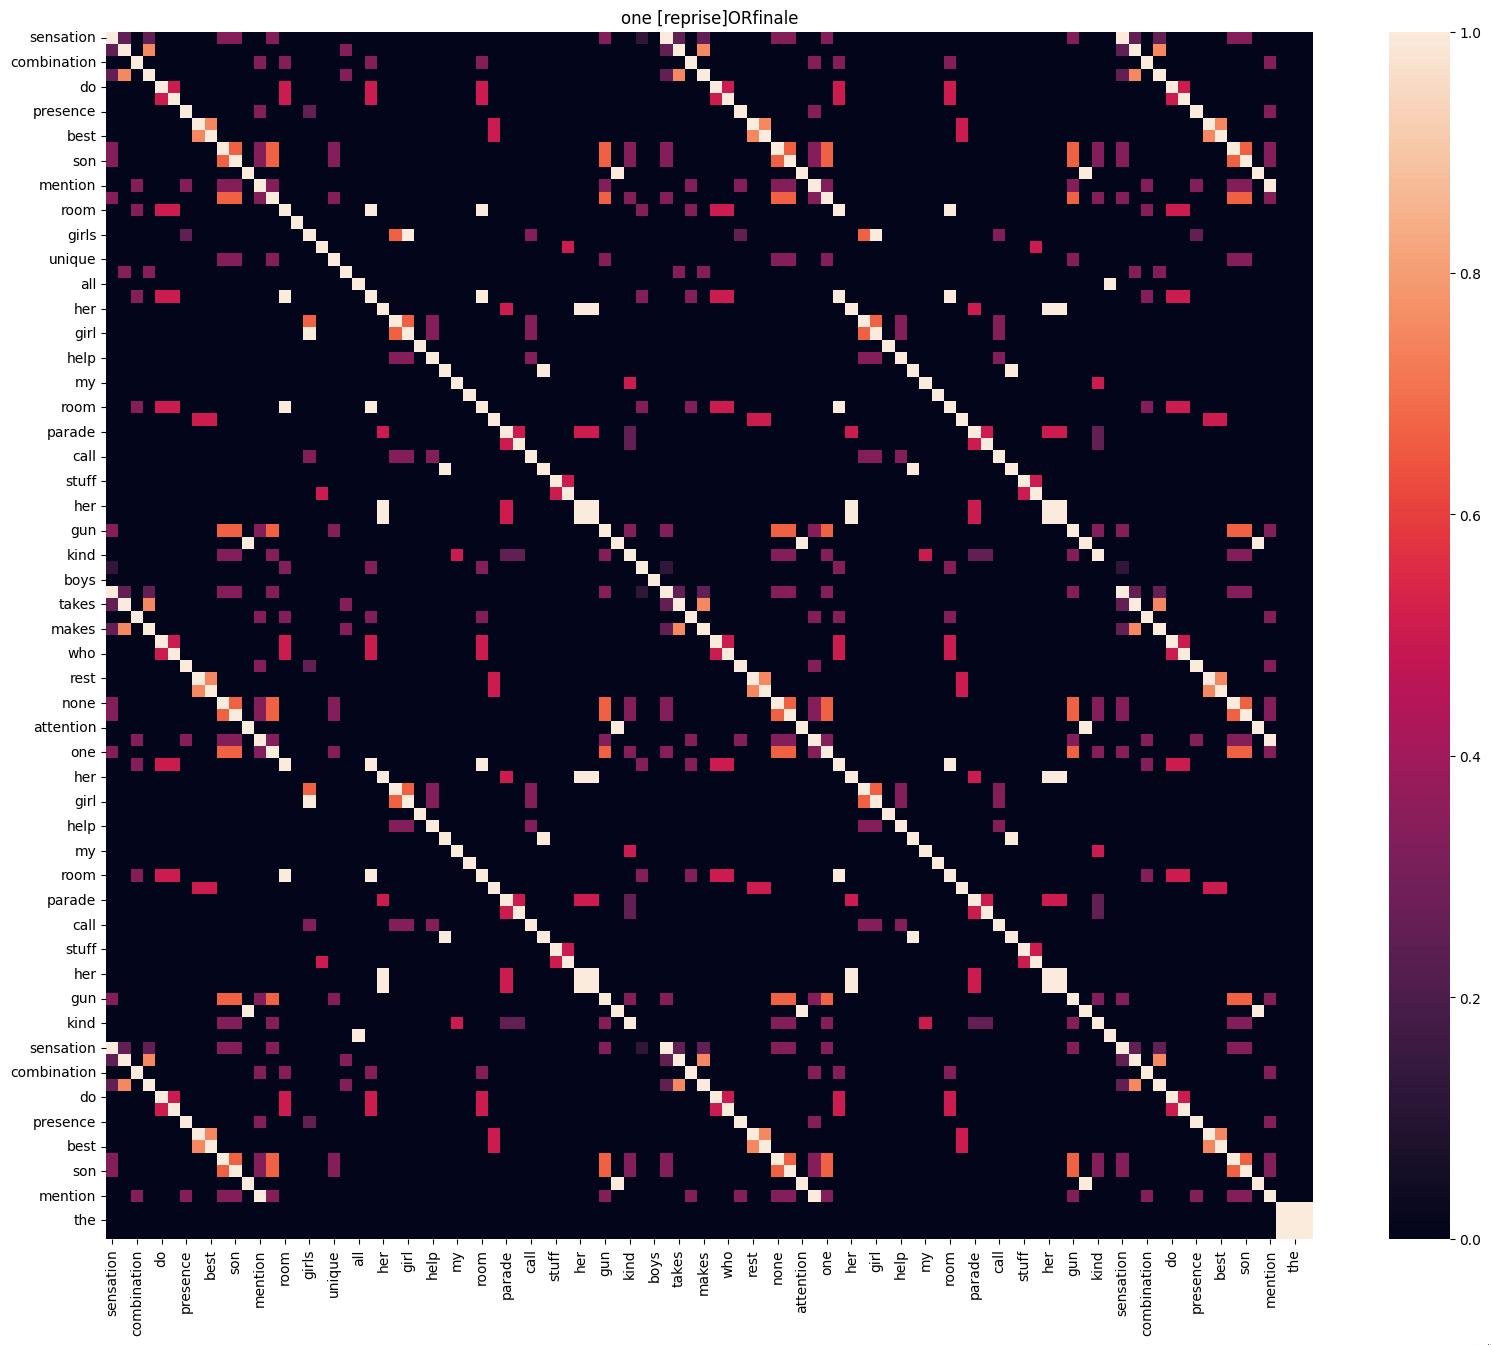 one [reprise]ORfinale
sensation
combination
do
presence
best
son
mention
room
girls
unique
all
her
girl
help
my
room
parade
call
stuff
her
gun
kind
boys
takes
makes
who
rest
none
attention
one
her
girl
help
my
room
parade
call
stuff
her
gun
kind
sensation
combination
do
presence
best
son
mention
the
1.0
0.8
0.6
0.4
0.2
0.0
sensation
combination
do
presence
best
son
mention
room
girls
unique
all
her
girl
help
my
room
parade
call
stuff
her
gun
kind
boys
takes
makes
who
rest
none
attention
one
her
girl
help
my
room
parade
call
stuff
her
gun
kind
sensation
combination
do
presence
best
son
mention
the